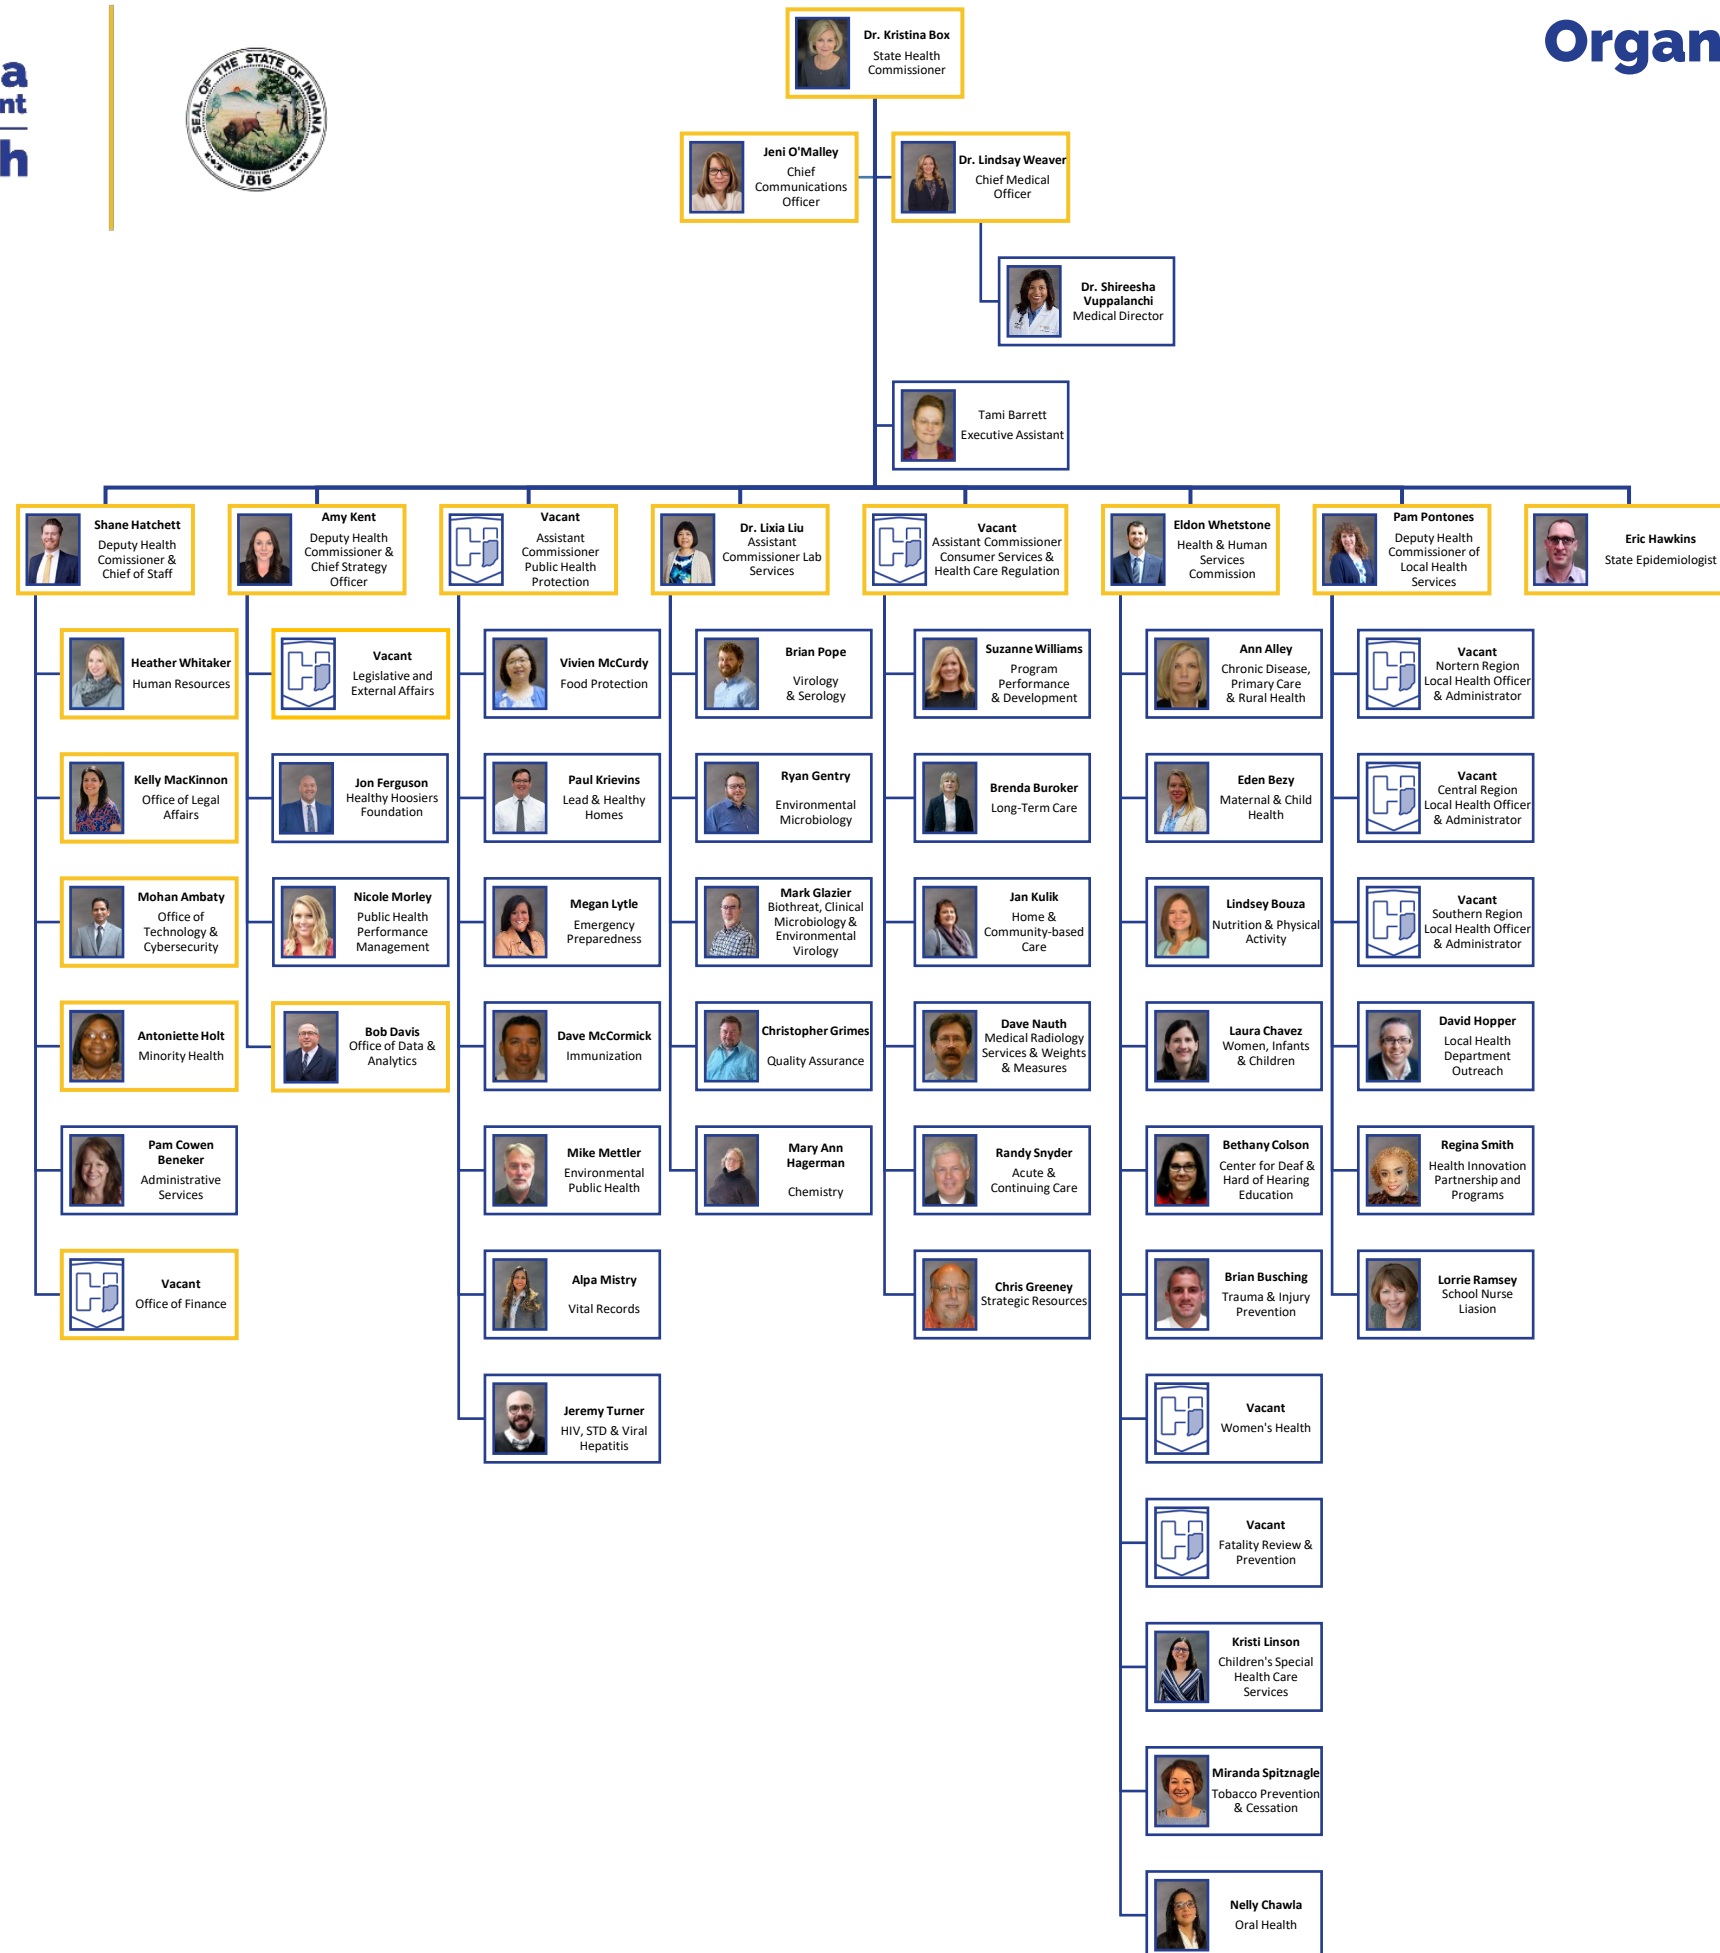 a
nt
h
SEAL OF THE STATE OF INDIANA
1816
Organ
Dr. Kristina Box
State Health
Commissioner
Jeni O'Malley
Chief
Communications
Officer
Dr. Lindsay Weaver
Chief Medical
Officer
Dr. Shireesha
Vuppalanchi
Medical Director
Tami Barrett
Executive Assistant
Shane Hatchett
Deputy Health
Comissioner &
Chief of Staff
Amy Kent
Deputy Health
Commissioner &
Chief Strategy
Officer
Vacant
Assistant
Commissioner
Public Health
Protection
Dr. Lixia Liu
Assistant
Commissioner Lab
Services
Vacant
Assistant Commissioner
Consumer Services &
Health Care Regulation
Eldon Whetstone
Health & Human
Services
Commission
Pam Pontones
Deputy Health
Commissioner of
Local Health
Services
Eric Hawkins
State Epidemiologist
Heather Whitaker
Human Resources
Kelly MacKinnon
Office of Legal
Affairs
Mohan Ambaty
Office of
Technology &
Cybersecurity
Antoniette Holt
Minority Health
Pam Cowen
Beneker
Administrative
Services
Vacant
Office of Finance
Vacant
Legislative and
External Affairs
Jon Ferguson
Healthy Hoosiers
Foundation
Nicole Morley
Public Health
Performance
Management
Bob Davis
Office of Data &
Analytics
Vivien McCurdy
Food Protection
Paul Krievins
Lead & Healthy
Homes
Megan Lytle
Emergency
Preparedness
Dave McCormick
Immunization
Mike Mettler
Environmental
Public Health
Alpa Mistry
Vital Records
Jeremy Turner
HIV, STD & Viral
Hepatitis
Brian Pope
Virology
& Serology
Ryan Gentry
Environmental
Microbiology
Mark Glazier
Biothreat, Clinical
Microbiology &
Environmental
Virology
Christopher Grimes
Quality Assurance
Mary Ann
Hagerman
Chemistry
Suzanne Williams
Program
Performance
& Development
Brenda Buroker
Long-Term Care
Jan Kulik
Home &
Community-based
Care
Dave Nauth
Medical Radiology
Services & Weights
& Measures
Randy Snyder
Acute &
Continuing Care
Chris Greeney
Strategic Resources
Ann Alley
Chronic Disease,
Primary Care
& Rural Health
Eden Bezy
Maternal & Child
Health
Lindsey Bouza
Nutrition & Physical
Activity
Laura Chavez
Women, Infants
& Children
Bethany Colson
Center for Deaf &
Hard of Hearing
Education
Brian Busching
Trauma & Injury
Prevention
Vacant
Women's Health
Vacant
Fatality Review &
Prevention
Kristi Linson
Children's Special
Health Care
Services
Miranda Spitznagle
Tobacco Prevention
& Cessation
Nelly Chawla
Oral Health
Vacant
Nortern Region
Local Health Officer
& Administrator
Vacant
Central Region
Local Health Officer
& Administrator
Vacant
Southern Region
Local Health Officer
& Administrator
David Hopper
Local Health
Department
Outreach
Regina Smith
Health Innovation
Partnership and
Programs
Lorrie Ramsey
School Nurse
Liasion